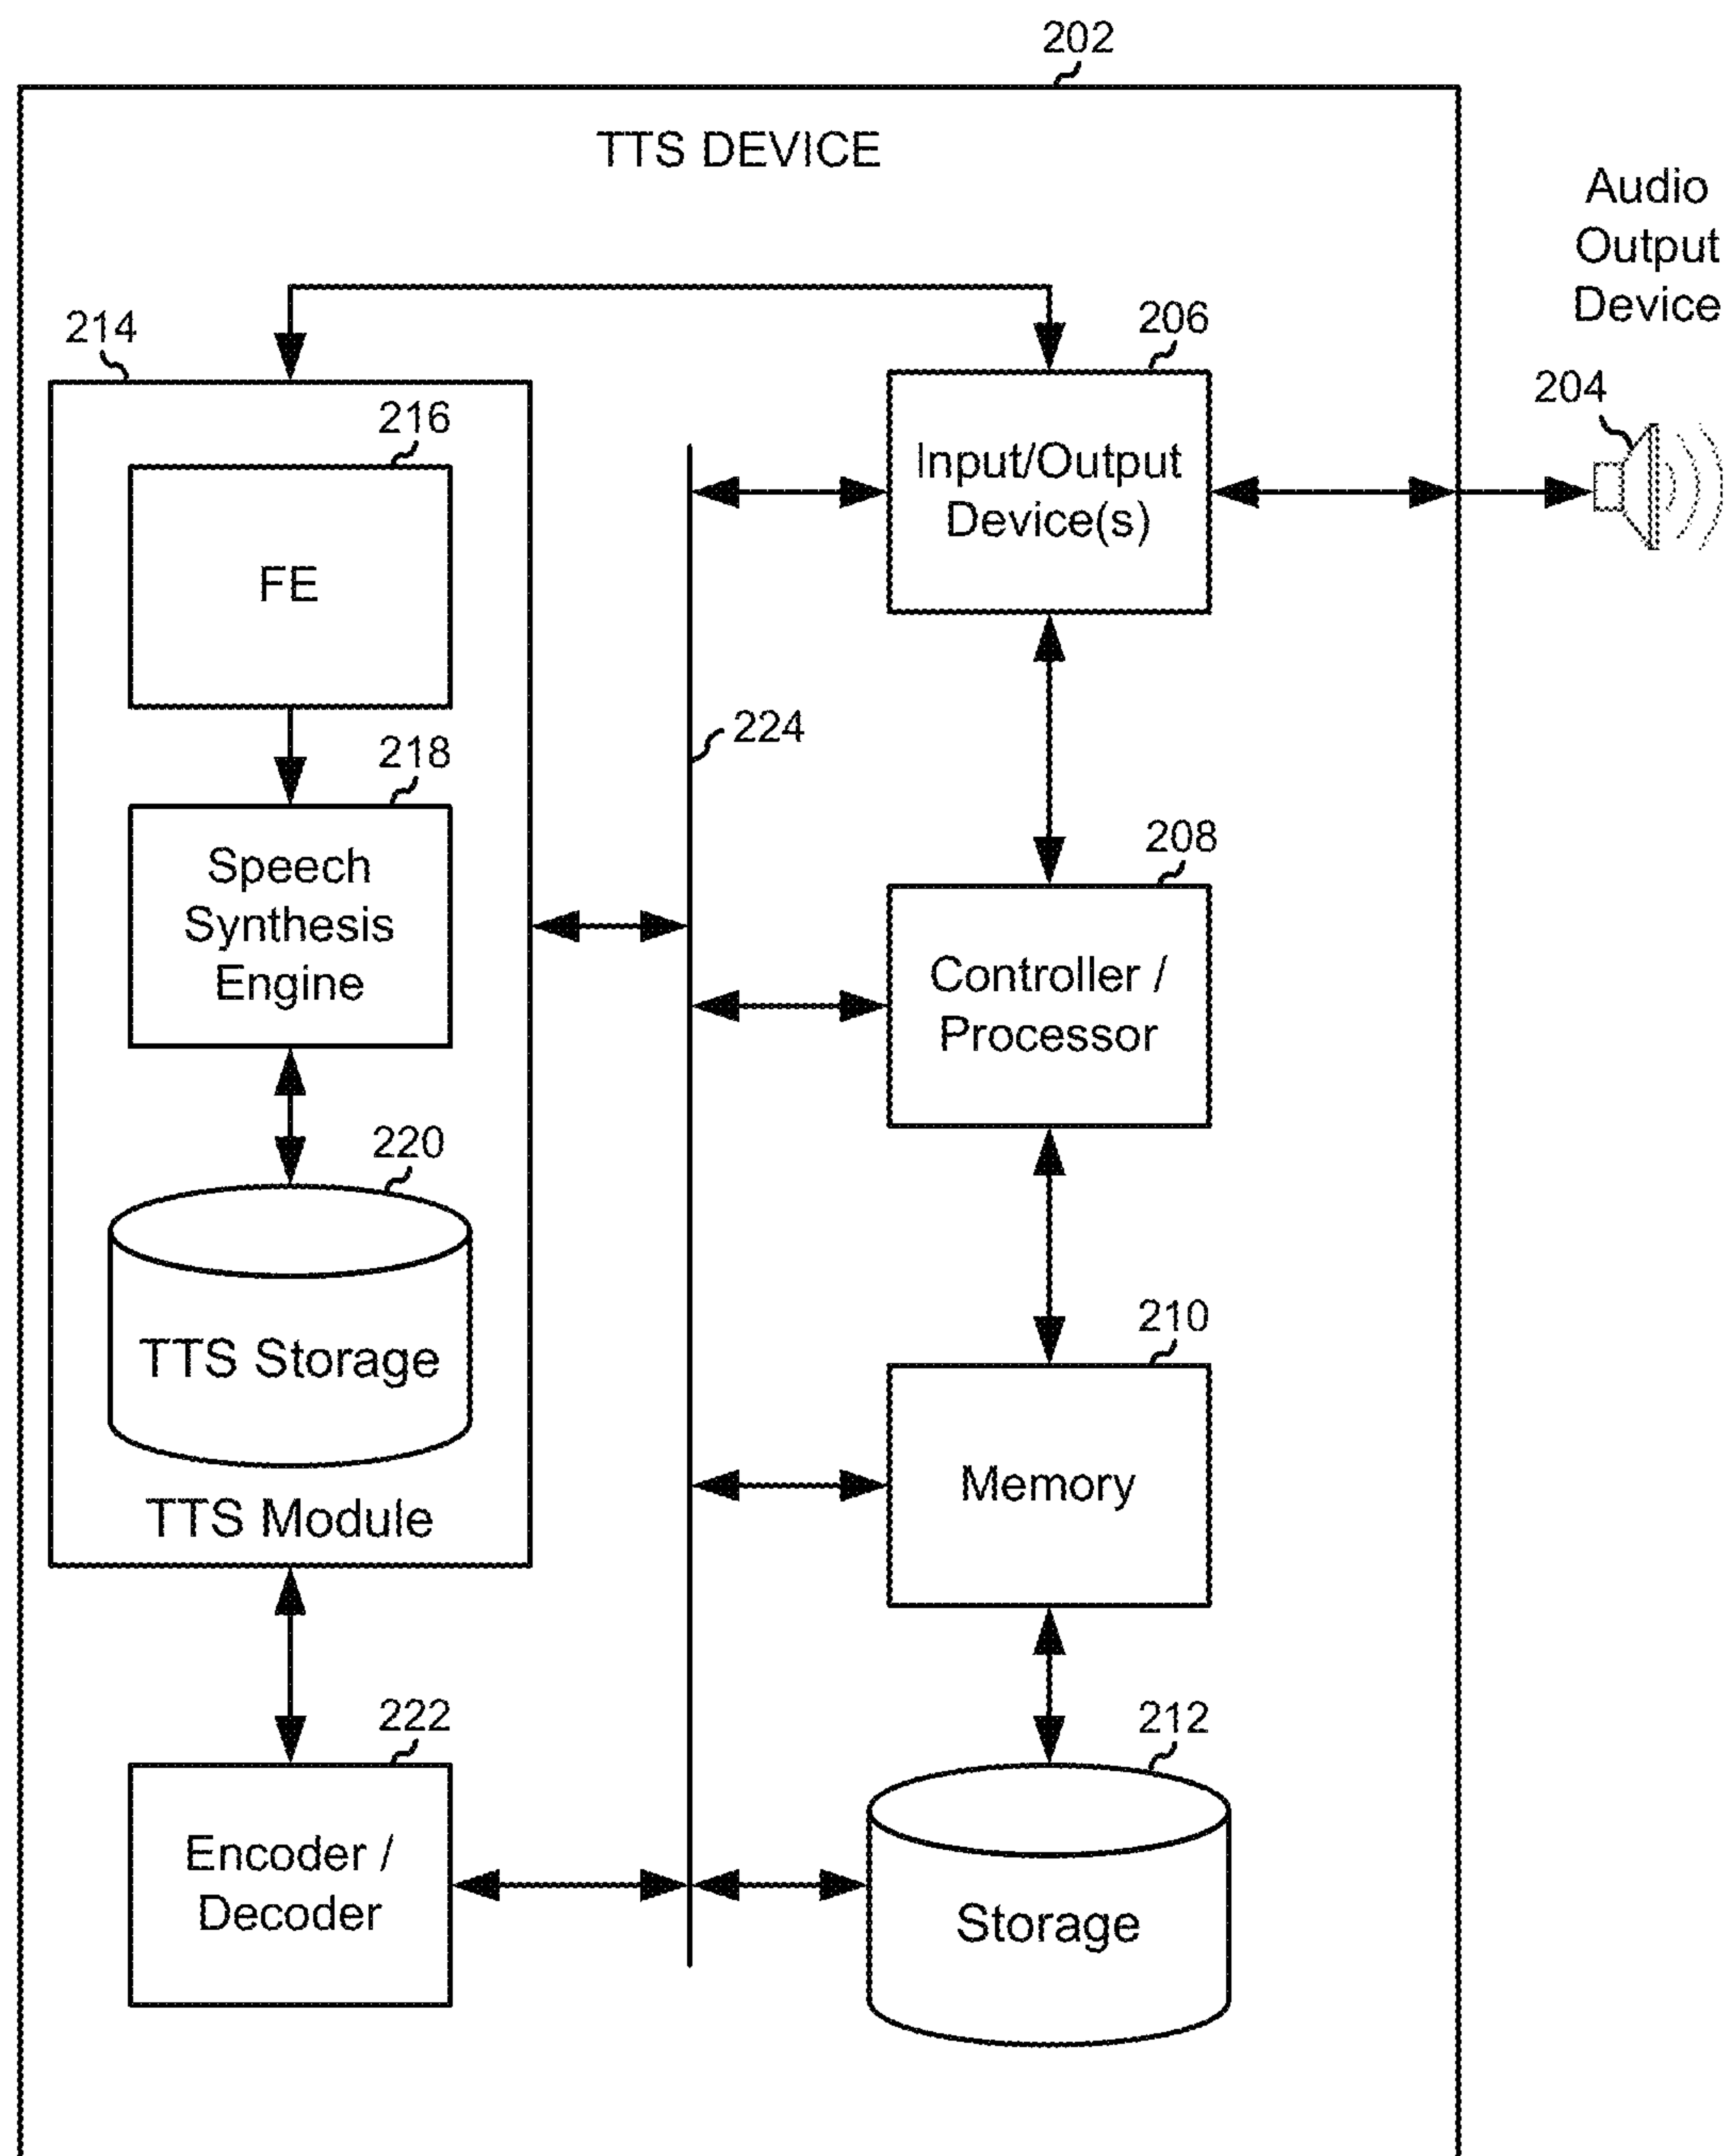 202
TTS DEVICE
Audio
Output
Device
214
206
204
216
Input/Output
Device(s)
FE
224
218
208
Speech
Synthesis
Engine
Controller /
Processor
220
210
TTS Storage
Memory
TTS Module
222
212
Encoder /
Decoder
Storage